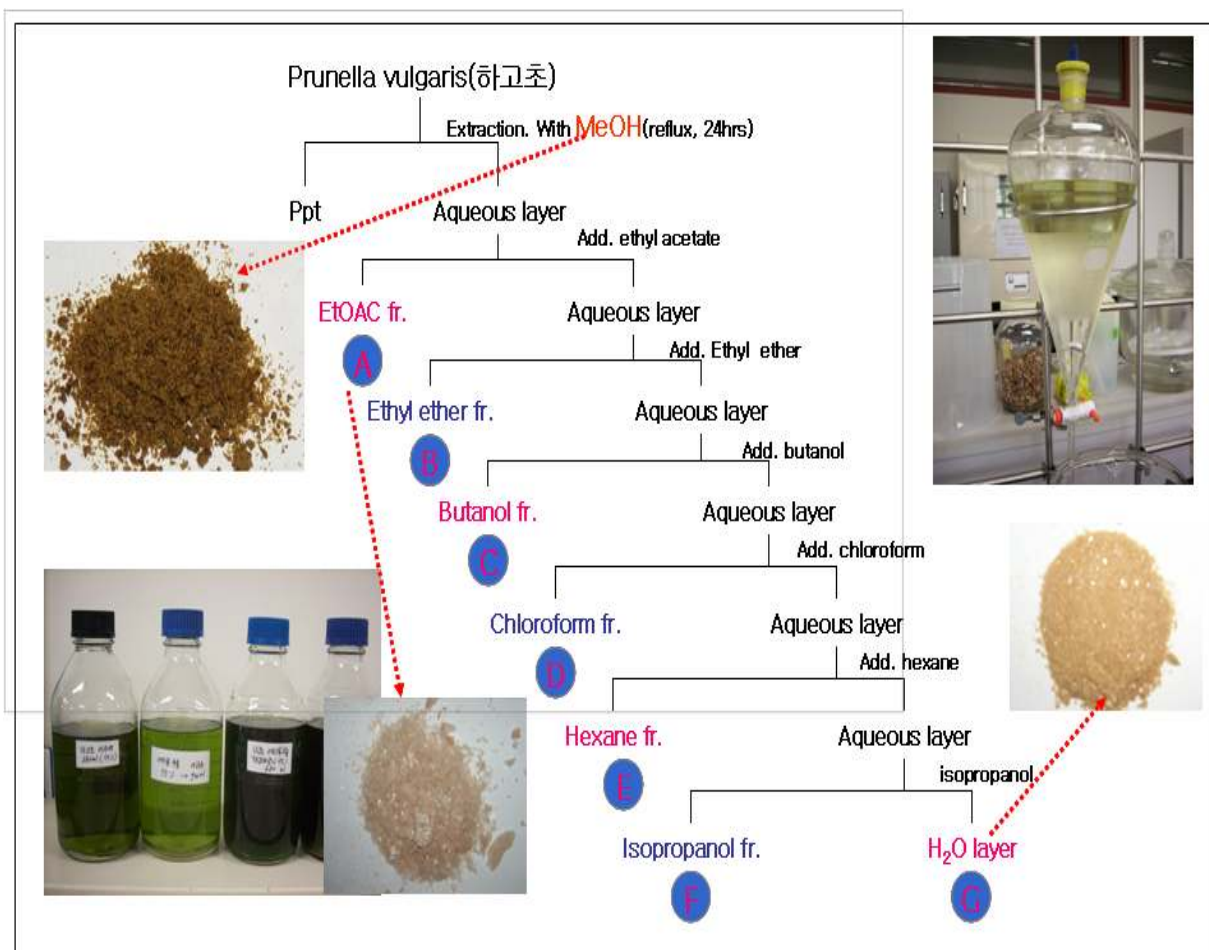 Prunella vulgaris(하고초)
Extraction. With MeOH(reflux, 24hrs)
Ppt
Aqueous layer
Add. ethyl acetate
EtOAC fr.
Aqueous layer
A
Add. Ethyl ether
Ethyl ether fr.
Aqueous layer
B
Add. butanol
Butanol fr.
Aqueous layer
C
Add. chloroform
Chloroform fr.
Aqueous layer
D
Add. hexane
Hexane fr.
Aqueous layer
E
isopropanol
Isopropanol fr.
H₂O layer
F
G